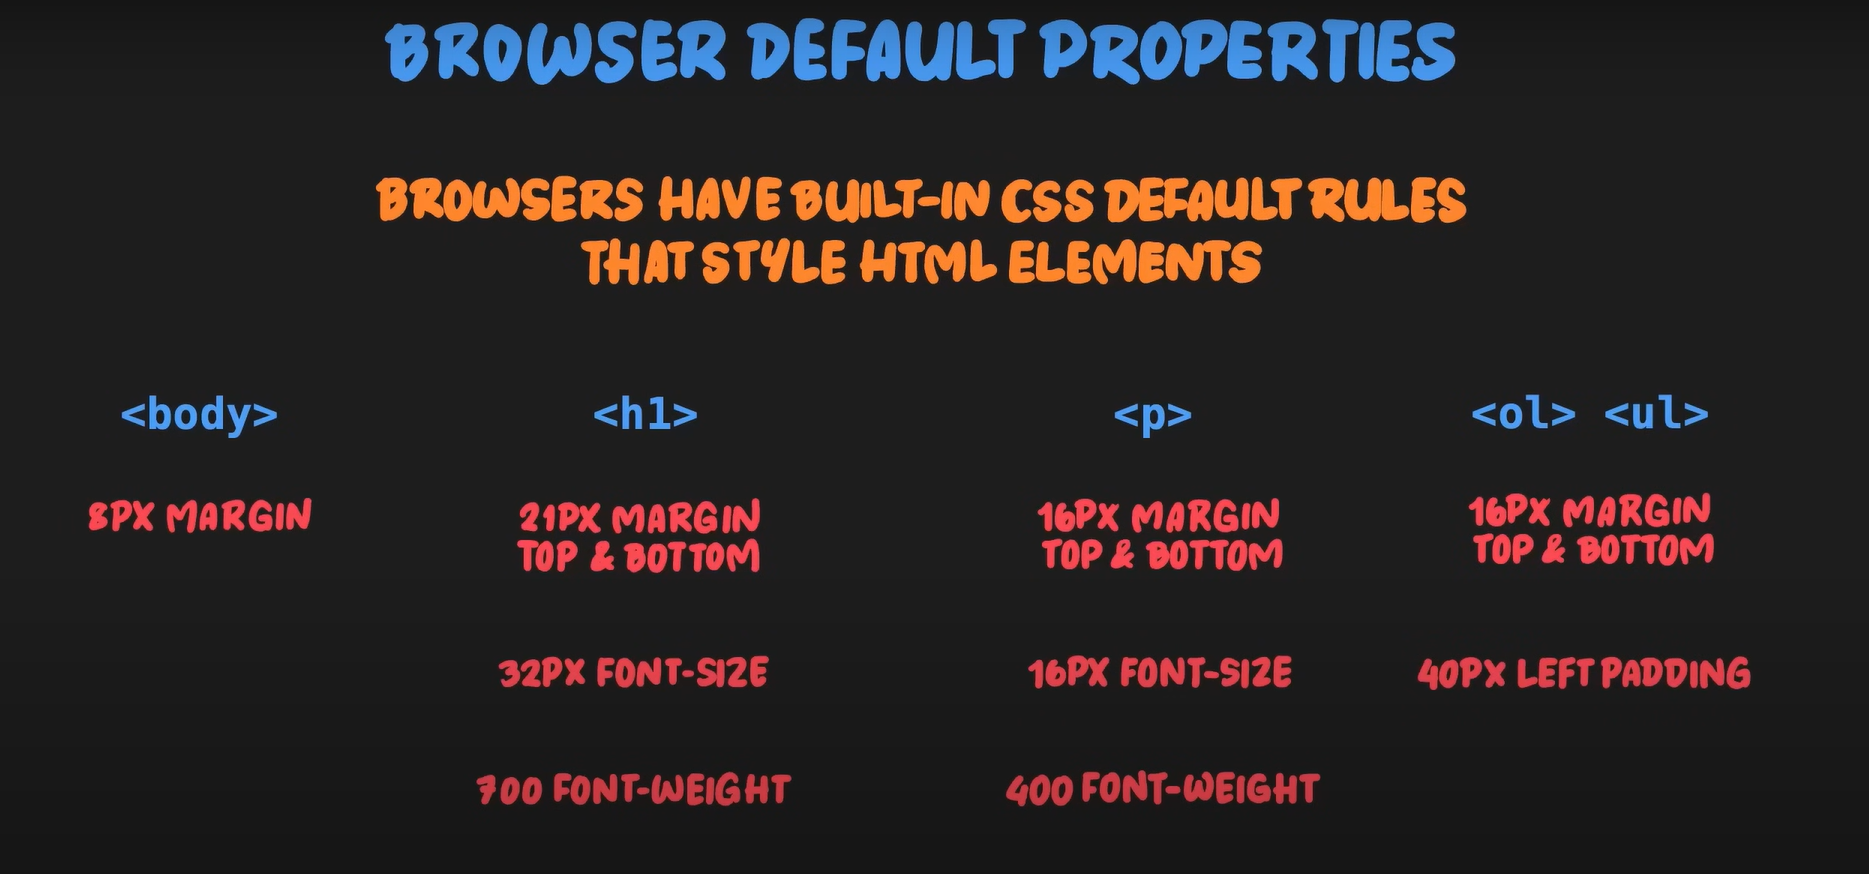 BROWSER DEFAULT PROPERTIES
BROWSERS HAVE BUILT-IN CSS DEFAULT RULES
THAT STYLE HTML ELEMENTS
<body>
8PX MARGIN
<h1>
21PX MARGIN
TOP & BOTTOM
32PX FONT-SIZE
700 FONT-WEIGHT
<p>
16PX MARGIN
TOP & BOTTOM
16PX FONT-SIZE
400 FONT-WEIGHT
<ol> <ul>
16PX MARGIN
TOP & BOTTOM
40PX LEFT PADDING